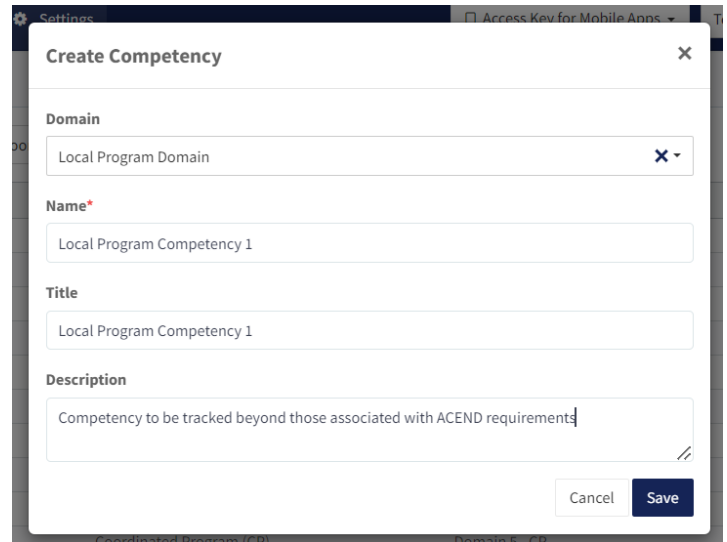 Settings
Access Key for Mobile Apps
Create Competency
Domain
Local Program Domain
Name*
Local Program Competency 1
Title
Local Program Competency 1
Description
Competency to be tracked beyond those associated with ACEND requirements
Cancel Save
Coordinated Program (CP) Domain 5 - CP